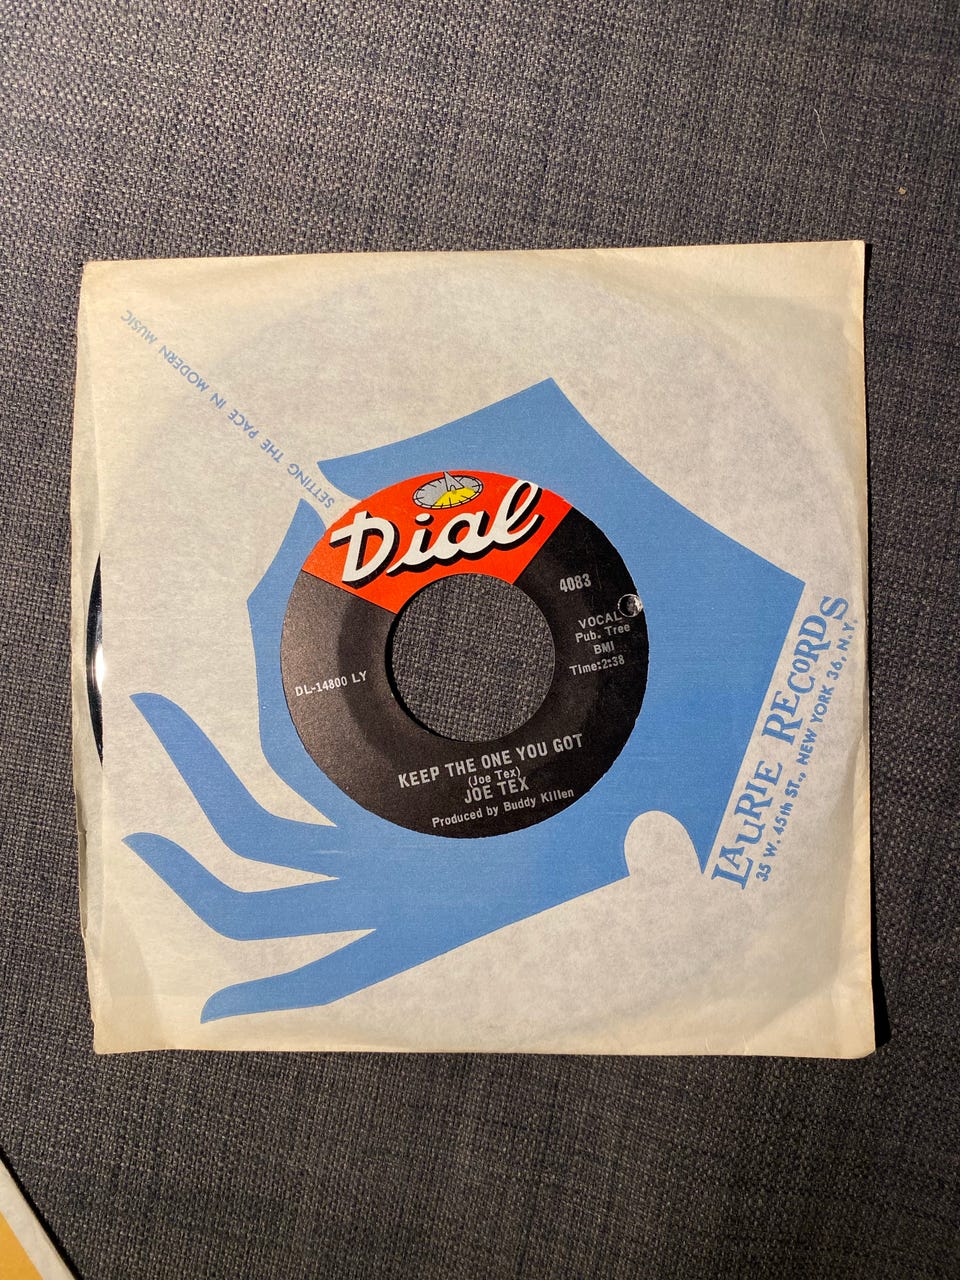 SETTING THE PACE IN MODERN MUSIC
Dial
4083
VOCAL
Pub. Tree
BMI
Time:2:38
DL-14800 LY
KEEP THE ONE YOU GOT
(Joe Tex)
JOE TEX
Produced by Buddy Killen
LAURIE RECORDS
35 W. 45th ST., NEW YORK 36, N.Y.